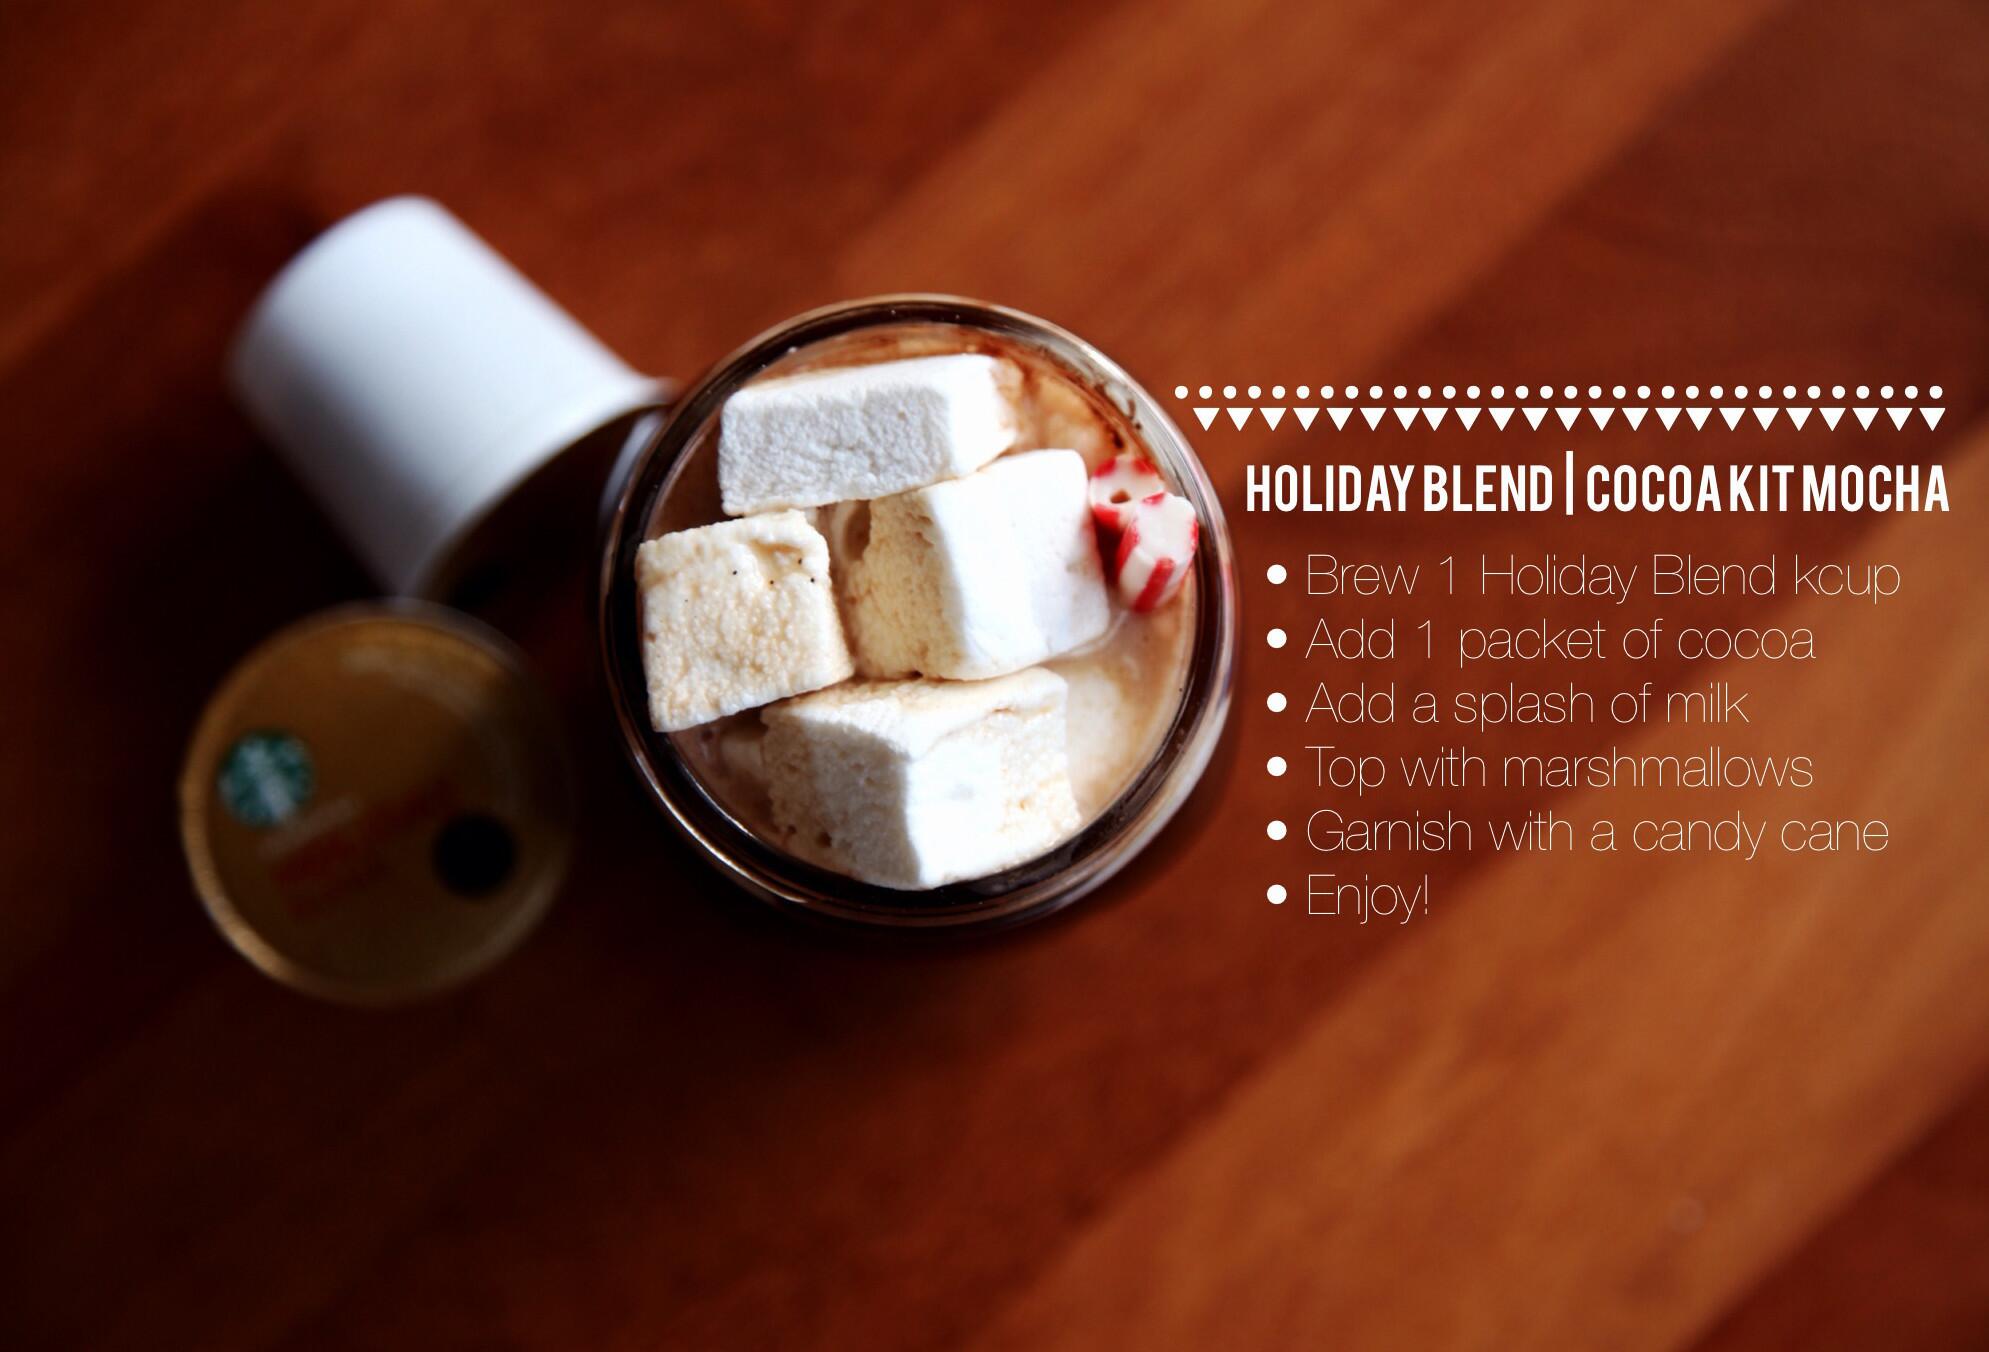 HOLIDAY BLEND | COCOA KIT MOCHA
• Brew 1 Holiday Blend kcup
• Add 1 packet of cocoa
• Add a splash of milk
• Top with marshmallows
• Garnish with a candy cane
• Enjoy!